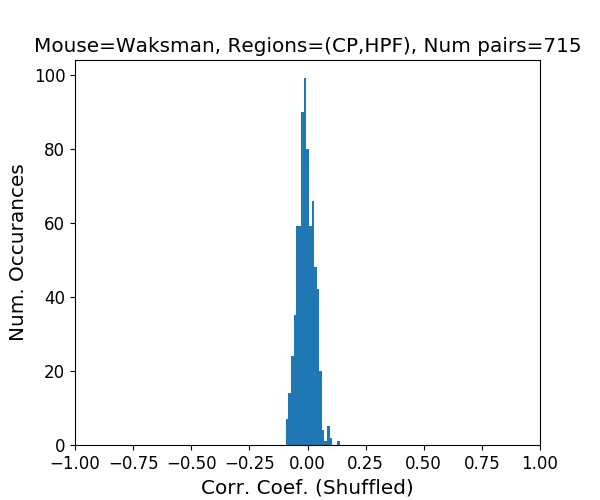 Mouse=Waksman, Regions=(CP,HPF), Num pairs=715
100
80
60
40
20
0
Num. Occurances
−1.00 −0.75 −0.50 −0.25 0.00 0.25 0.50 0.75 1.00
Corr. Coef. (Shuffled)